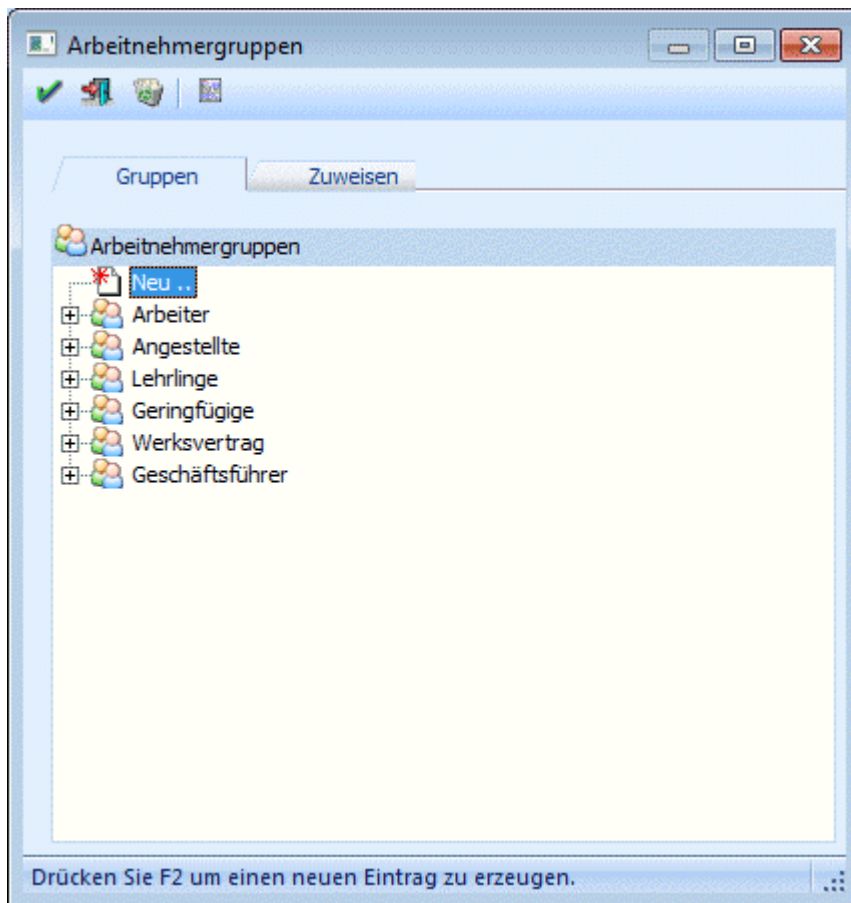 Arbeitnehmergruppen
Gruppen Zuweisen
Arbeitnehmergruppen
Neu ..
Arbeiter
Angestellte
Lehrlinge
Geringfügige
Werksvertrag
Geschäftsführer
Drücken Sie F2 um einen neuen Eintrag zu erzeugen.